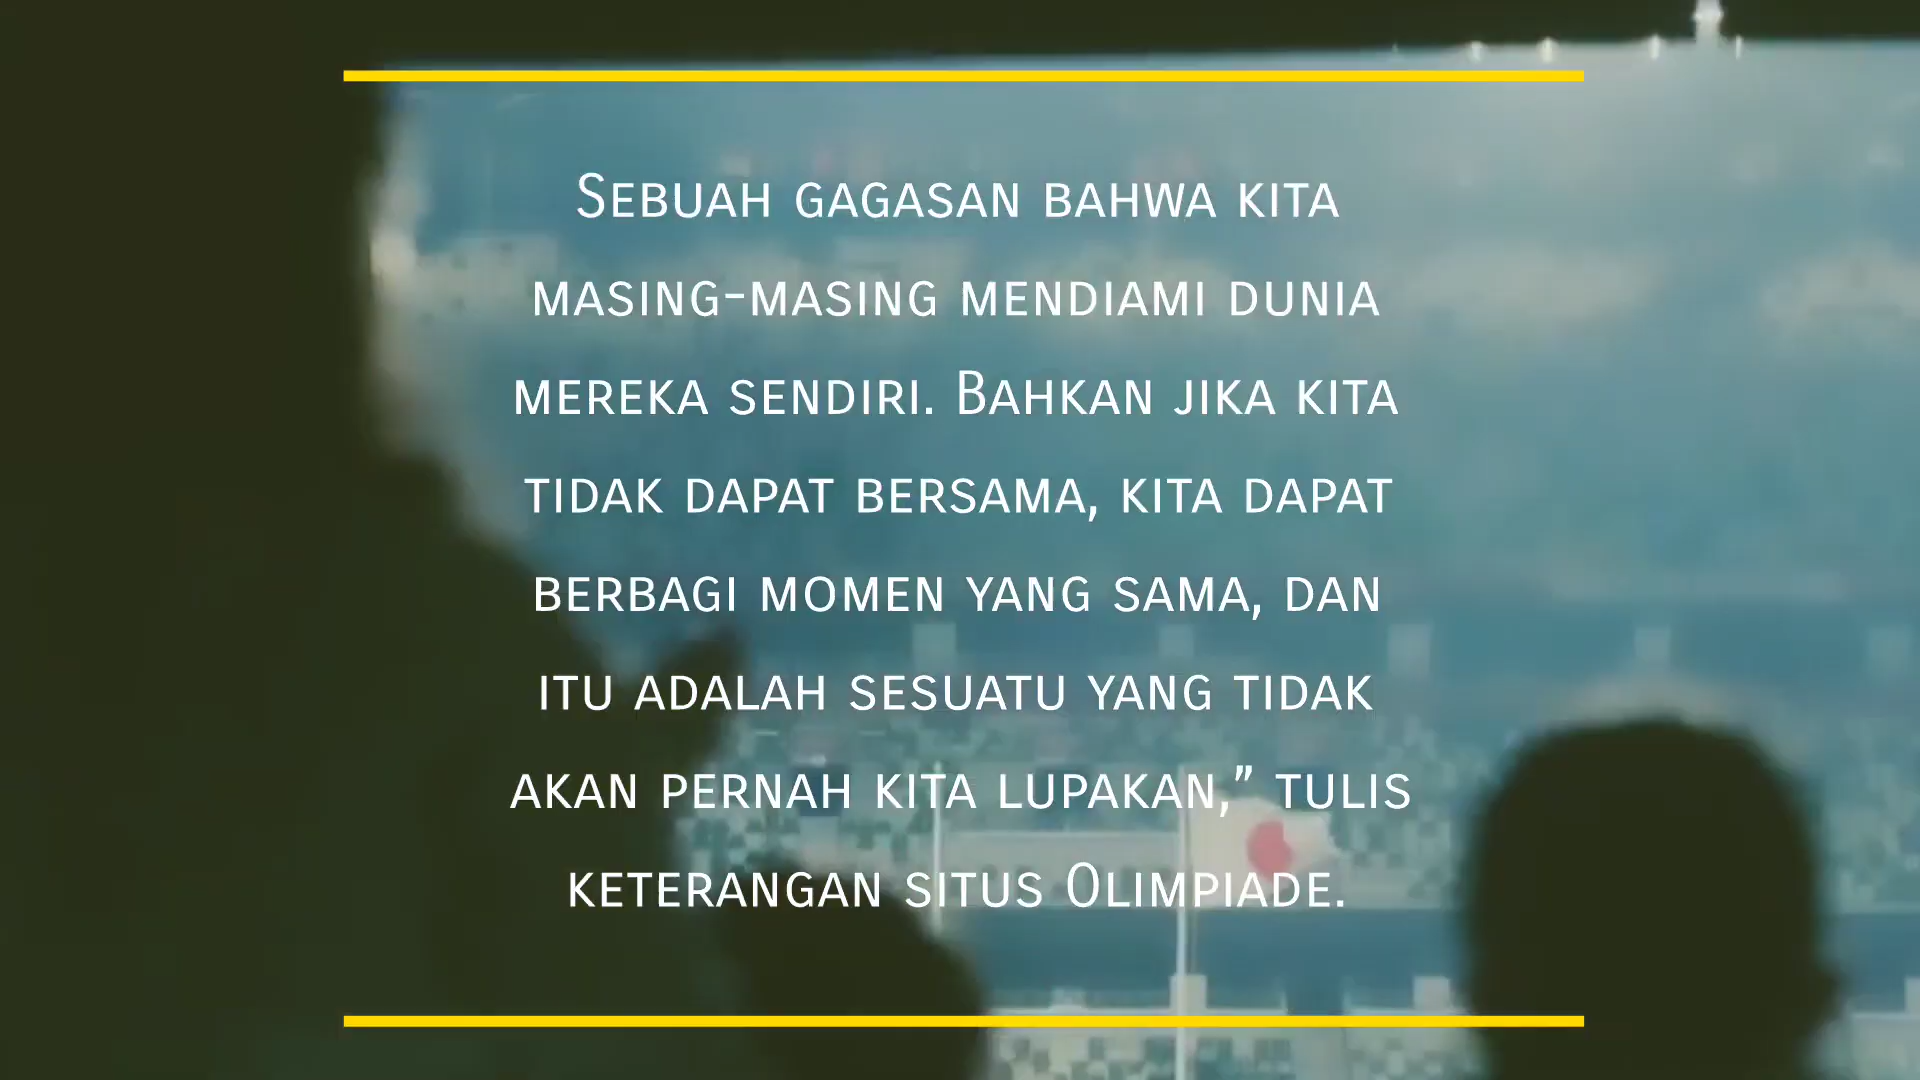 Sebuah gagasan bahwa kita
masing-masing mendiami dunia
mereka sendiri. Bahkan jika kita
tidak dapat bersama, kita dapat
berbagi momen yang sama, dan
itu adalah sesuatu yang tidak
akan pernah kita lupakan,” tulis
keterangan situs Olimpiade.